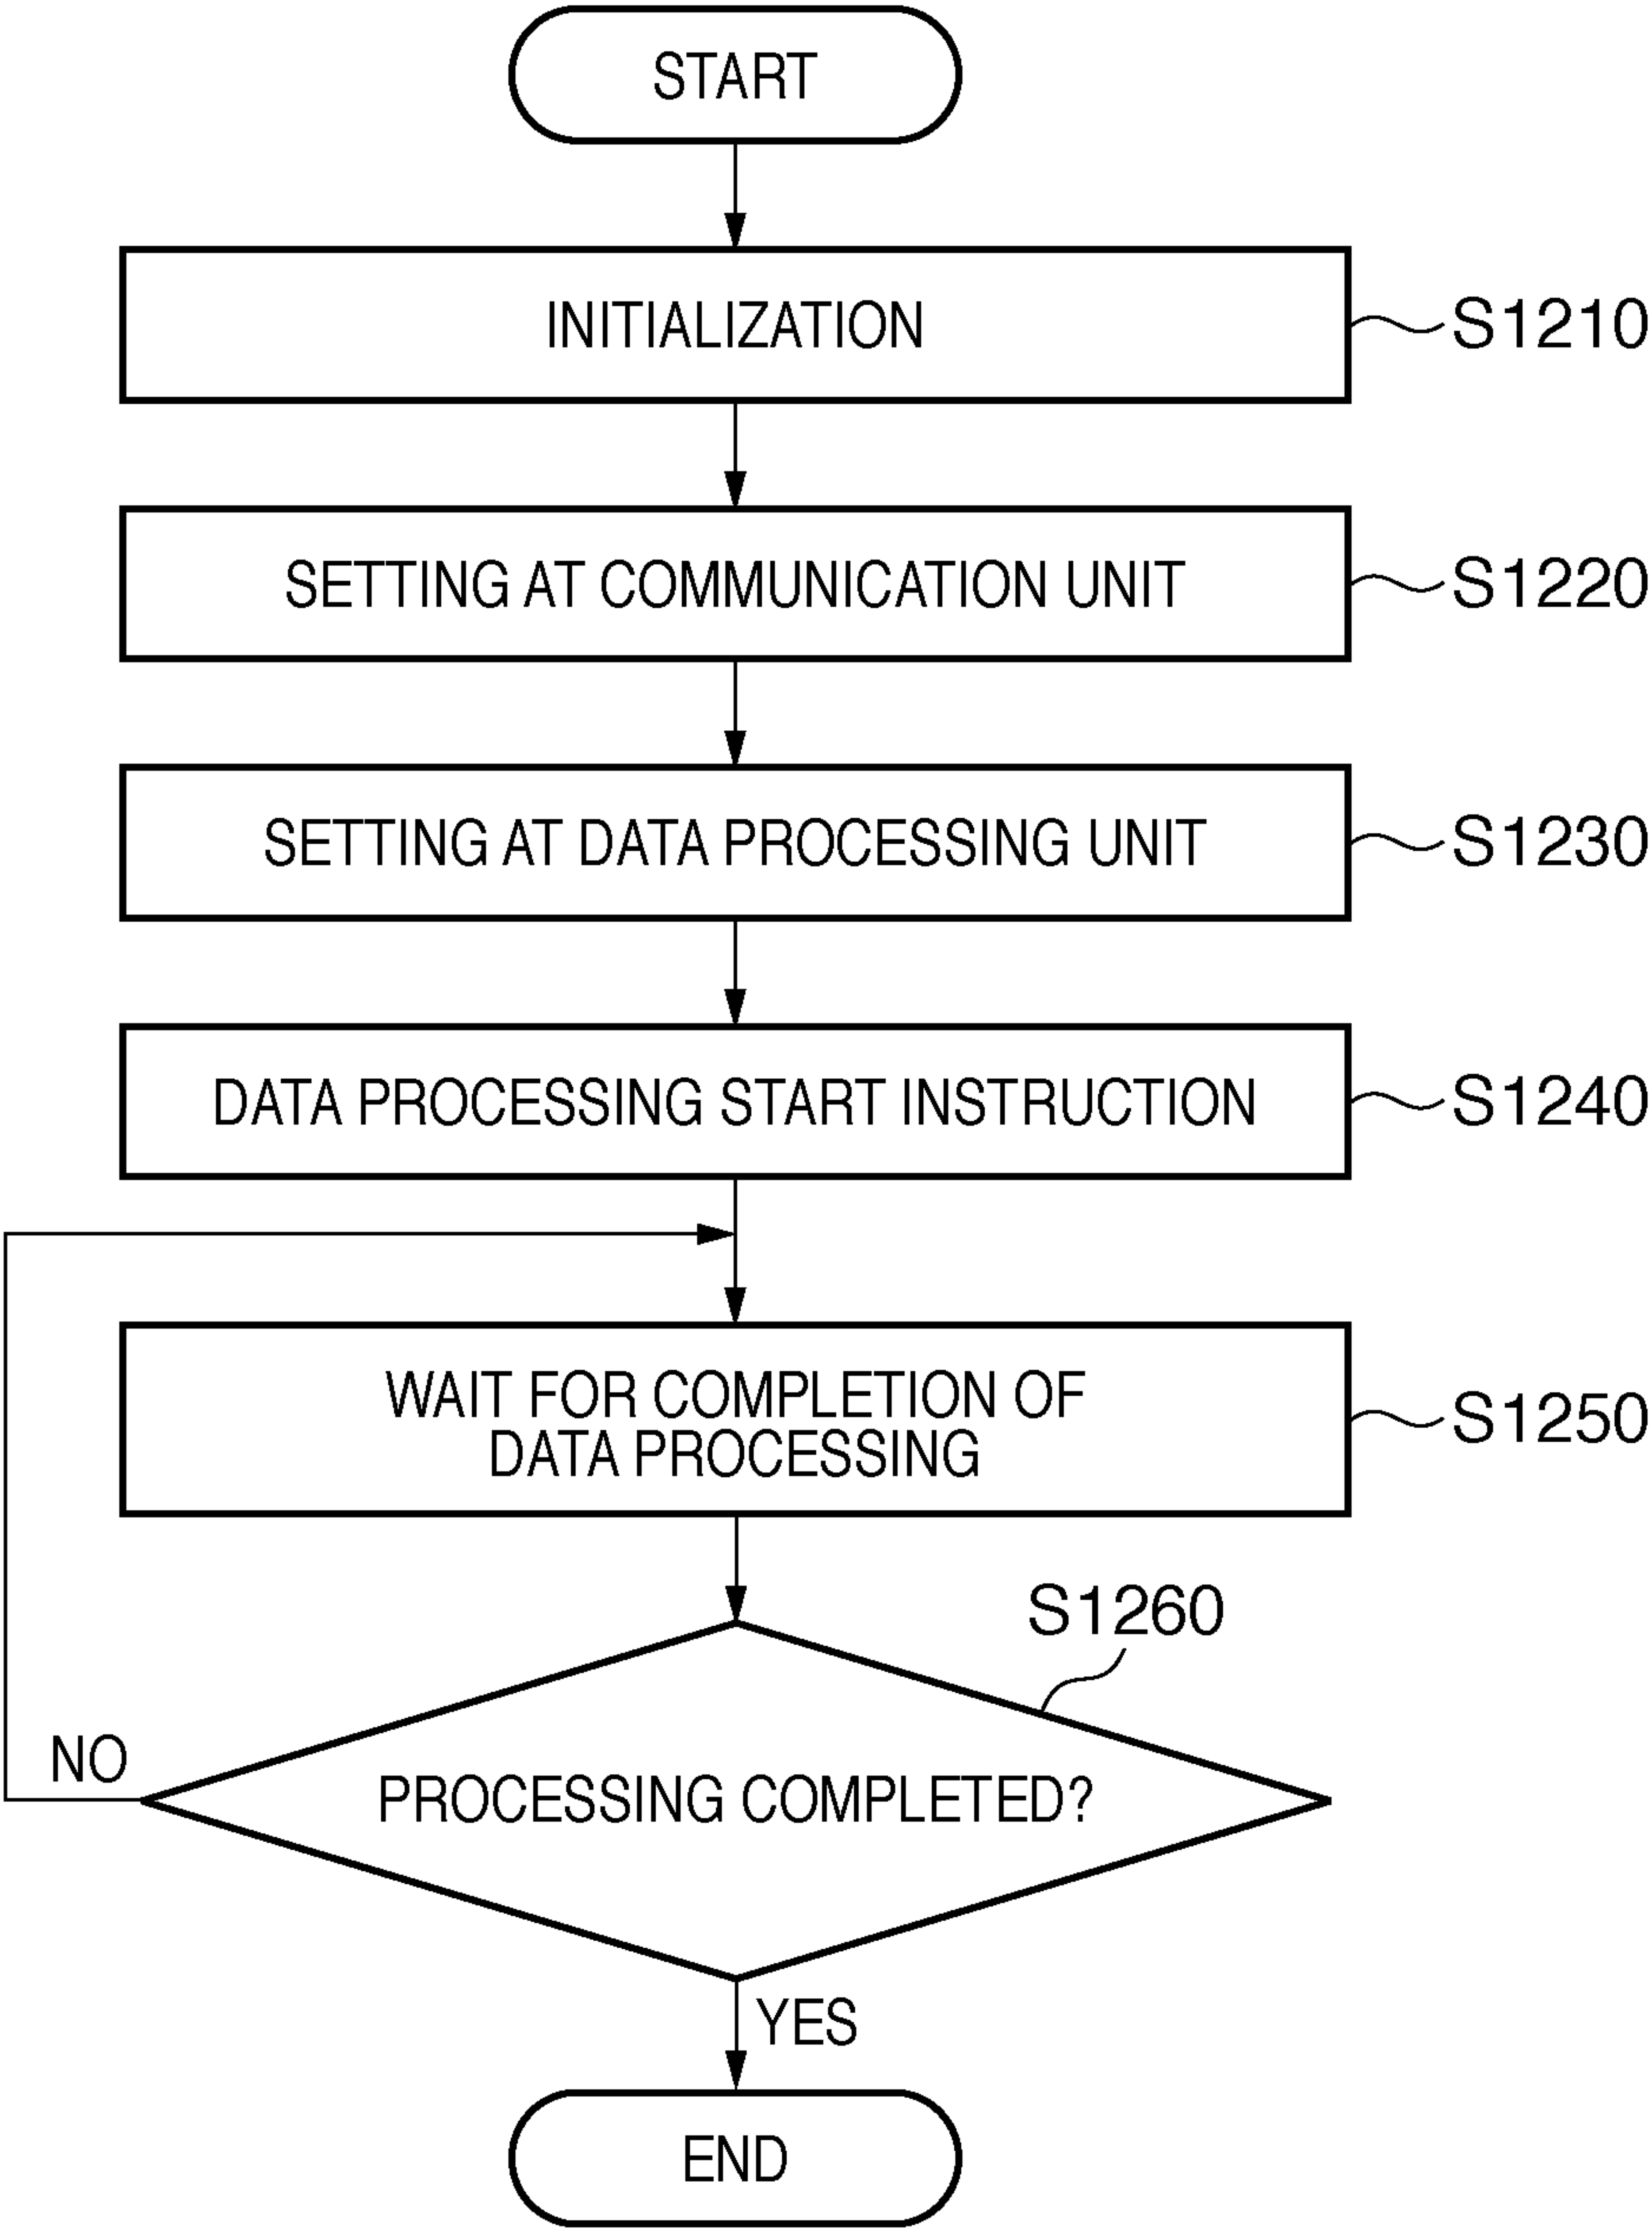 START
INITIALIZATION
S1210
SETTING AT COMMUNICATION UNIT
S1220
SETTING AT DATA PROCESSING UNIT
S1230
DATA PROCESSING START INSTRUCTION
S1240
WAIT FOR COMPLETION OF
DATA PROCESSING
S1250
S1260
NO
PROCESSING COMPLETED?
YES
END